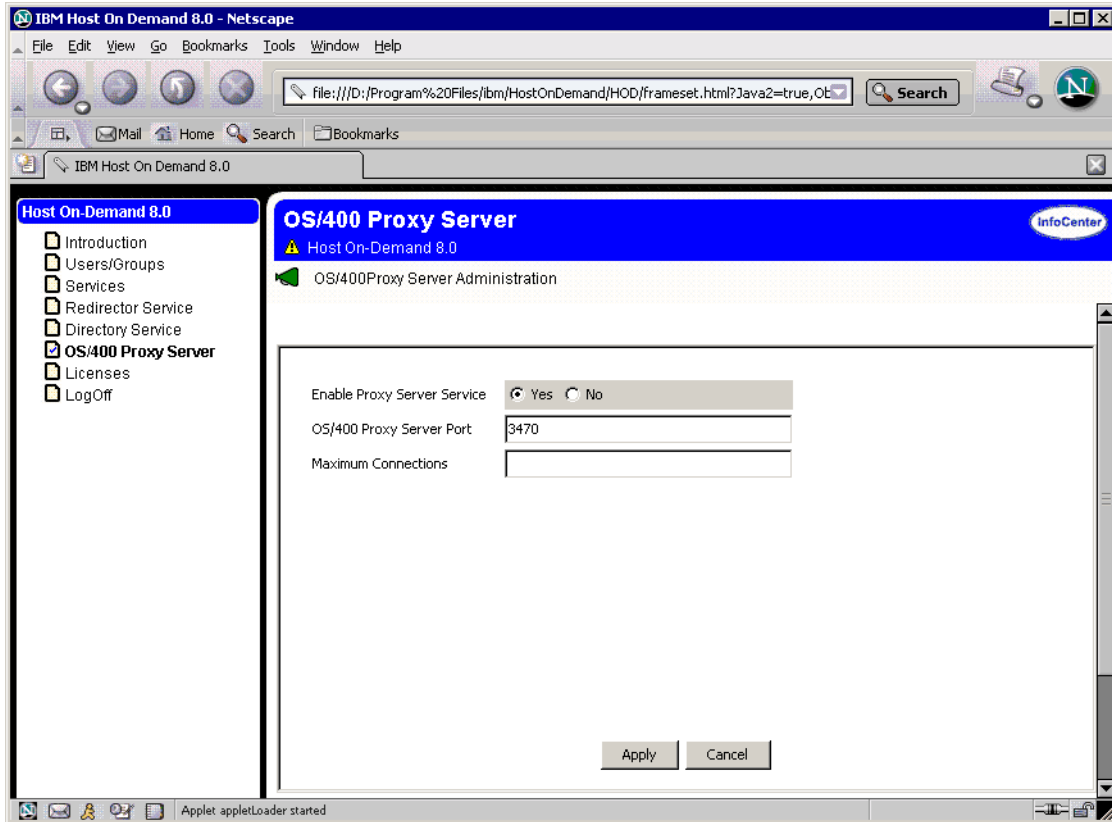 IBM Host On Demand 8.0 - Netscape
File Edit View Go Bookmarks Tools Window Help
file:///D:/Program%20Files/ibm/HostOnDemand/HOD/frameset.html?Java2=true,Ob
Search
N
Mail Home Search Bookmarks
IBM Host On Demand 8.0
Host On-Demand 8.0
Introduction
Users/Groups
Services
Redirector Service
Directory Service
OS/400 Proxy Server
Licenses
LogOff
OS/400 Proxy Server
InfoCenter
Host On-Demand 8.0
OS/400Proxy Server Administration
Enable Proxy Server Service Yes No
OS/400 Proxy Server Port 3470
Maximum Connections
Apply Cancel
Applet appletLoader started